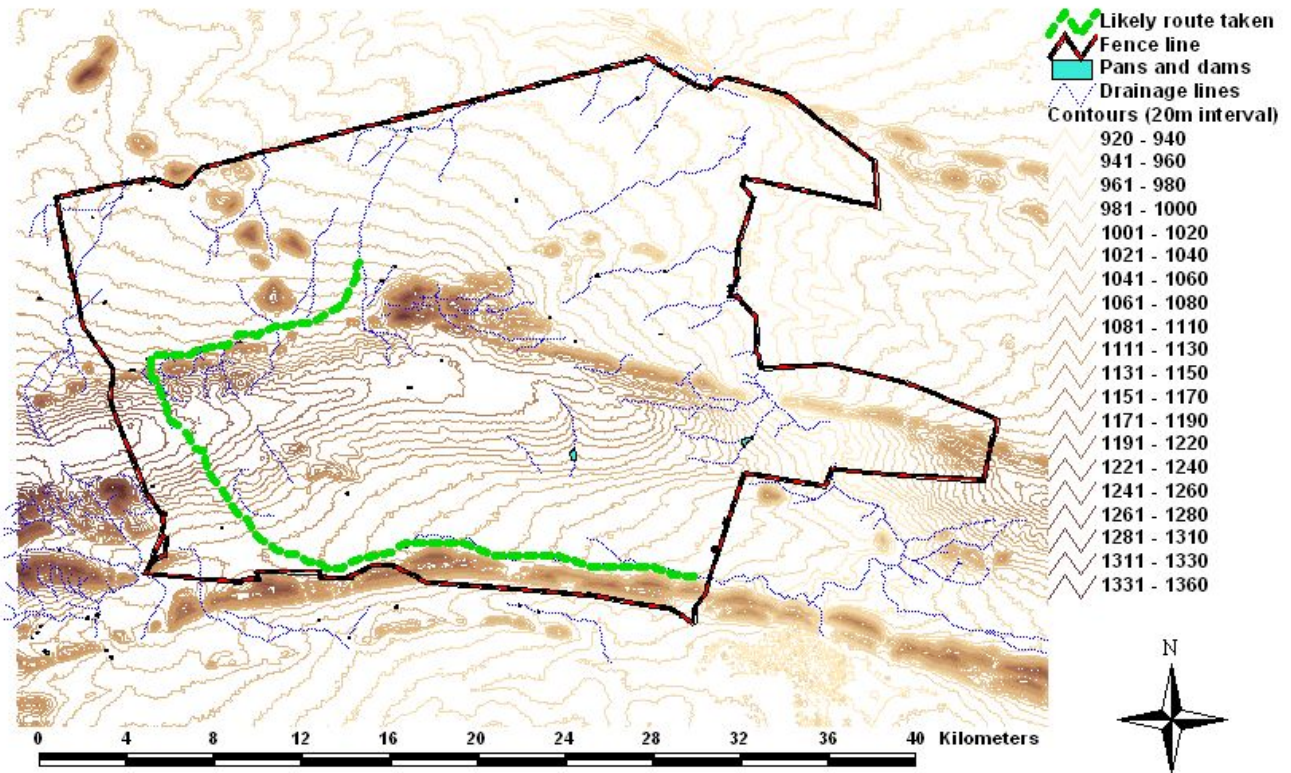 Likely route taken
Fence line
Pans and dams
Drainage lines
Contours (20m interval)
920 - 940
941 - 960
961 - 980
981 - 1000
1001 - 1020
1021 - 1040
1041 - 1060
1061 - 1080
1081 - 1110
1111 - 1130
1131 - 1150
1151 - 1170
1171 - 1190
1191 - 1220
1221 - 1240
1241 - 1260
1261 - 1280
1281 - 1310
1311 - 1330
1331 - 1360
N
0 4 8 12 16 20 24 28 32 36 40 Kilometers